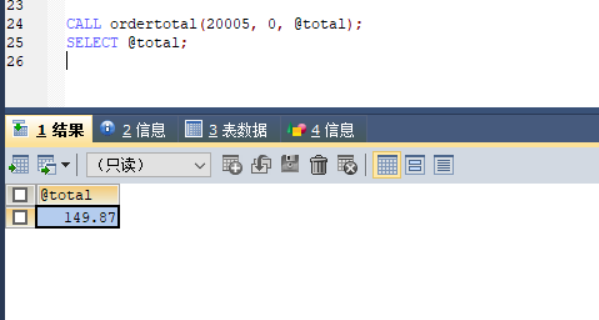 23
24 CALL ordertotal(20005, 0, @total);
25 SELECT @total;
26
1 结果 2 信息 3 表数据 4 信息
（只读）
@total
149.87